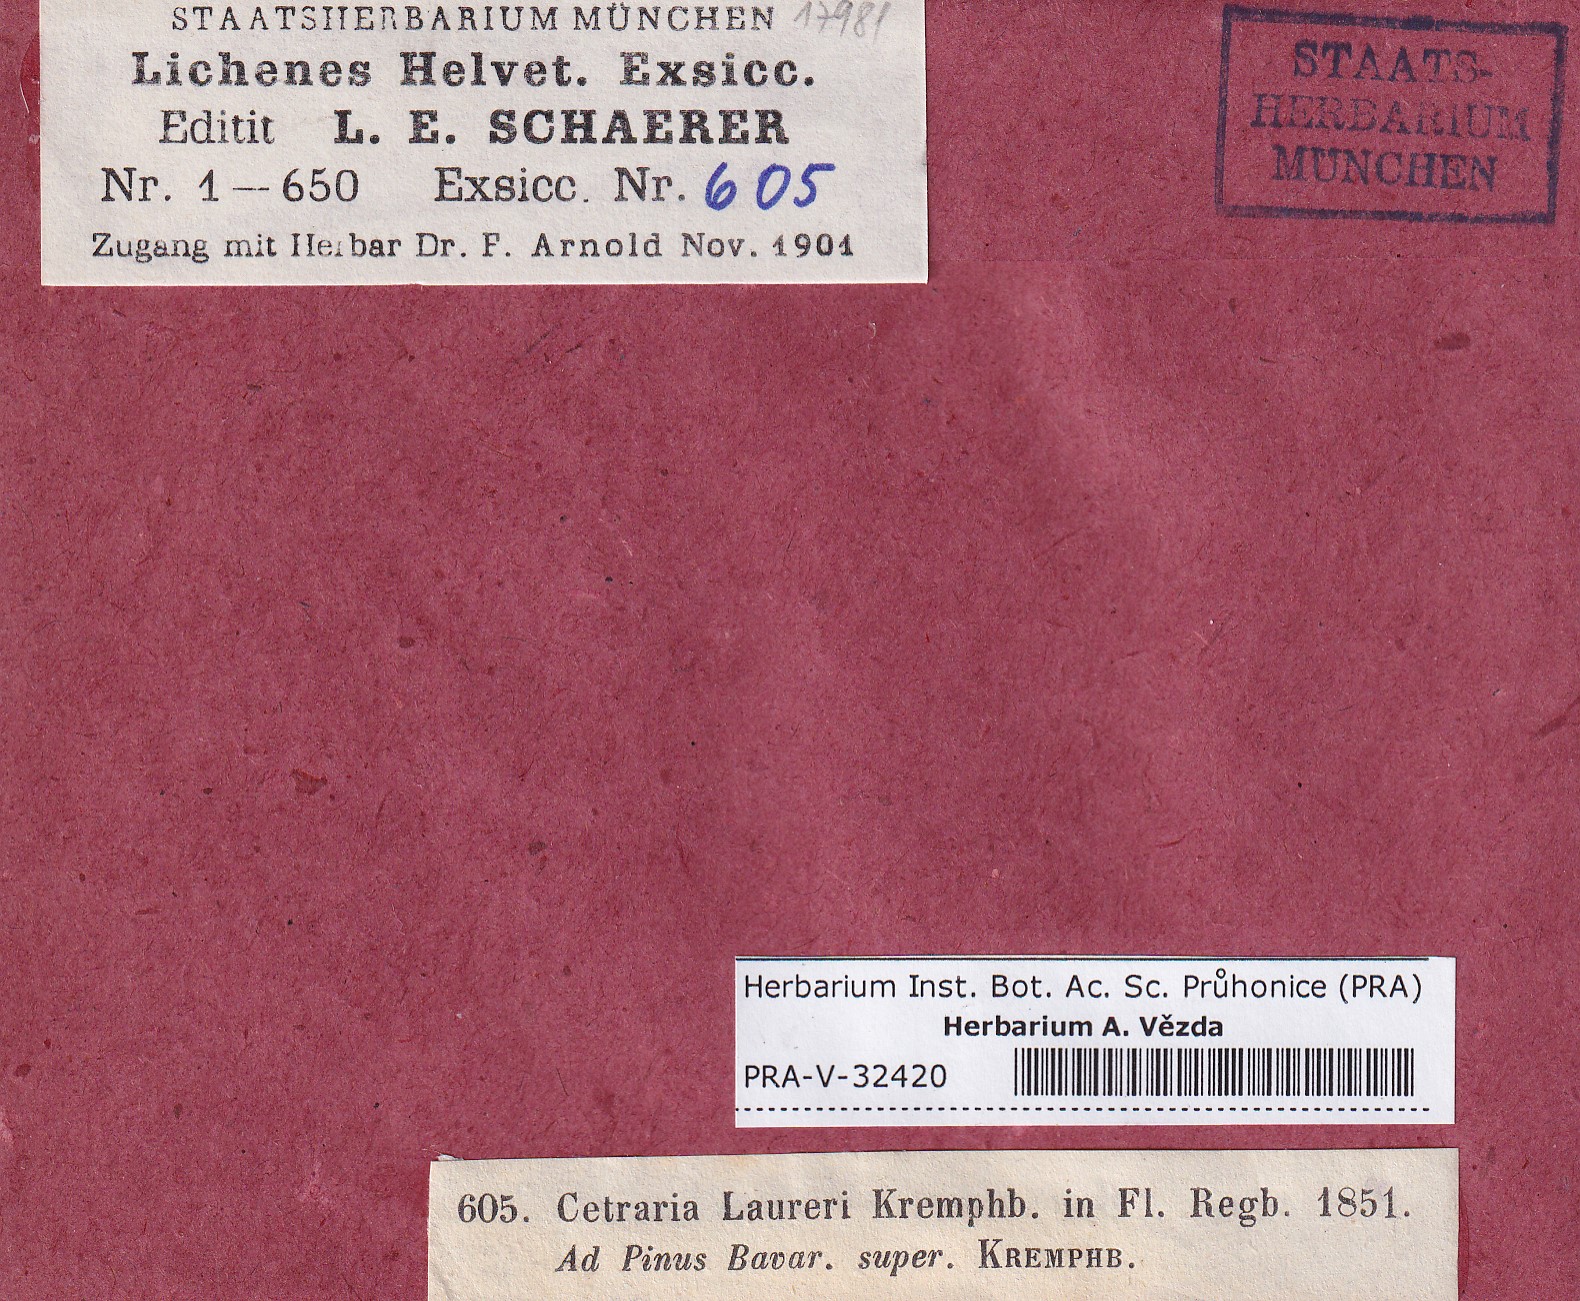 STAATSHERBARIUM MÜNCHEN 17981
Lichenes Helvet. Exsicc.
Editit L. E. SCHAERER
Nr. 1 — 650 Exsicc. Nr. 605
Zugang mit Herbar Dr. F. Arnold Nov. 1901
STAATS-
HERBARIUM
MÜNCHEN
Herbarium Inst. Bot. Ac. Sc. Průhonice (PRA)
Herbarium A. Vězda
PRA-V-32420
605. Cetraria Laureri Kremphb. in Fl. Regb. 1851.
Ad Pinus Bavar. super. KREMPHB.